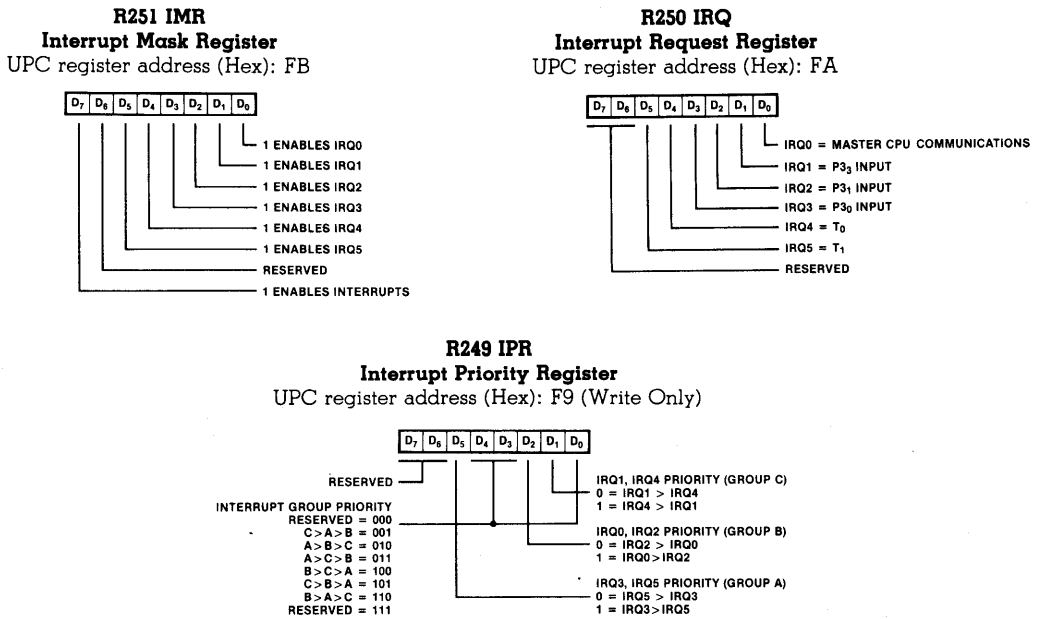 R251 IMR
Interrupt Mask Register
UPC register address (Hex): FB
D7 D6 D5 D4 D3 D2 D1 D0
1 ENABLES IRQ0
1 ENABLES IRQ1
1 ENABLES IRQ2
1 ENABLES IRQ3
1 ENABLES IRQ4
1 ENABLES IRQ5
RESERVED
1 ENABLES INTERRUPTS
R250 IRQ
Interrupt Request Register
UPC register address (Hex): FA
D7 D6 D5 D4 D3 D2 D1 D0
IRQ0 = MASTER CPU COMMUNICATIONS
IRQ1 = P33 INPUT
IRQ2 = P31 INPUT
IRQ3 = P30 INPUT
IRQ4 = T0
IRQ5 = T1
RESERVED
R249 IPR
Interrupt Priority Register
UPC register address (Hex): F9 (Write Only)
D7 D6 D5 D4 D3 D2 D1 D0
RESERVED
INTERRUPT GROUP PRIORITY
RESERVED = 000
C>A>B = 001
A>B>C = 010
A>C>B = 011
B>C>A = 100
C>B>A = 101
B>A>C = 110
RESERVED = 111
IRQ1, IRQ4 PRIORITY (GROUP C)
0 = IRQ1 > IRQ4
1 = IRQ4 > IRQ1
IRQ0, IRQ2 PRIORITY (GROUP B)
0 = IRQ2 > IRQ0
1 = IRQ0>IRQ2
IRQ3, IRQ5 PRIORITY (GROUP A)
0 = IRQ5 > IRQ3
1 = IRQ3>IRQ5